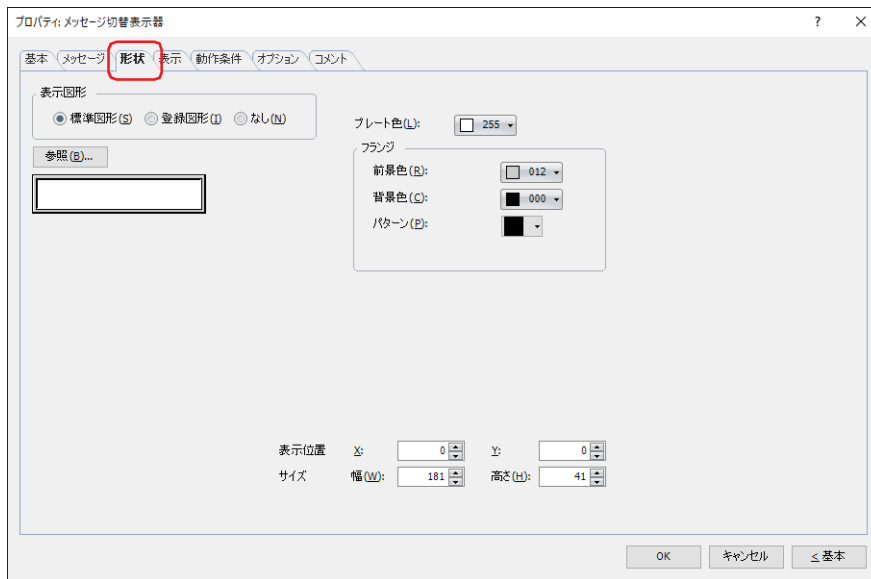 プロパティ: メッセージ切替表示器 ?
基本 メッセージ 形状 表示 動作条件 オプション コメント
表示図形
標準図形(S) 登録図形(I) なし(N)
プレート色(L): 255
参照(B)...
フランジ
前景色(R): 012
背景色(C): 000
パターン(P):
表示位置 X: 0 Y: 0
サイズ 幅(W): 181 高さ(H): 41
OK キャンセル < 基本